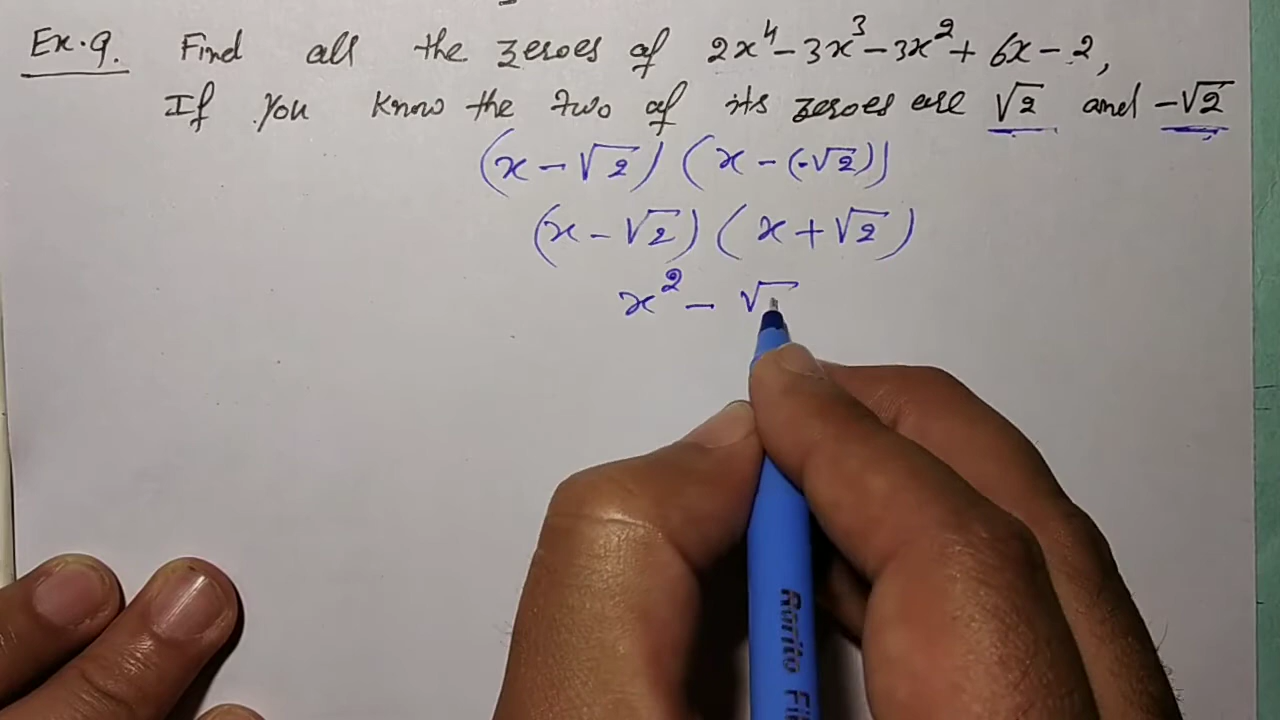 Ex.9. Find all the zeroes of 2x⁴-3x³-3x²+6x-2,
If you know the two of its zeroes are √2 and -√2
(x-√2)(x-(-√2))
(x-√2)(x+√2)
x²-√
Rorito